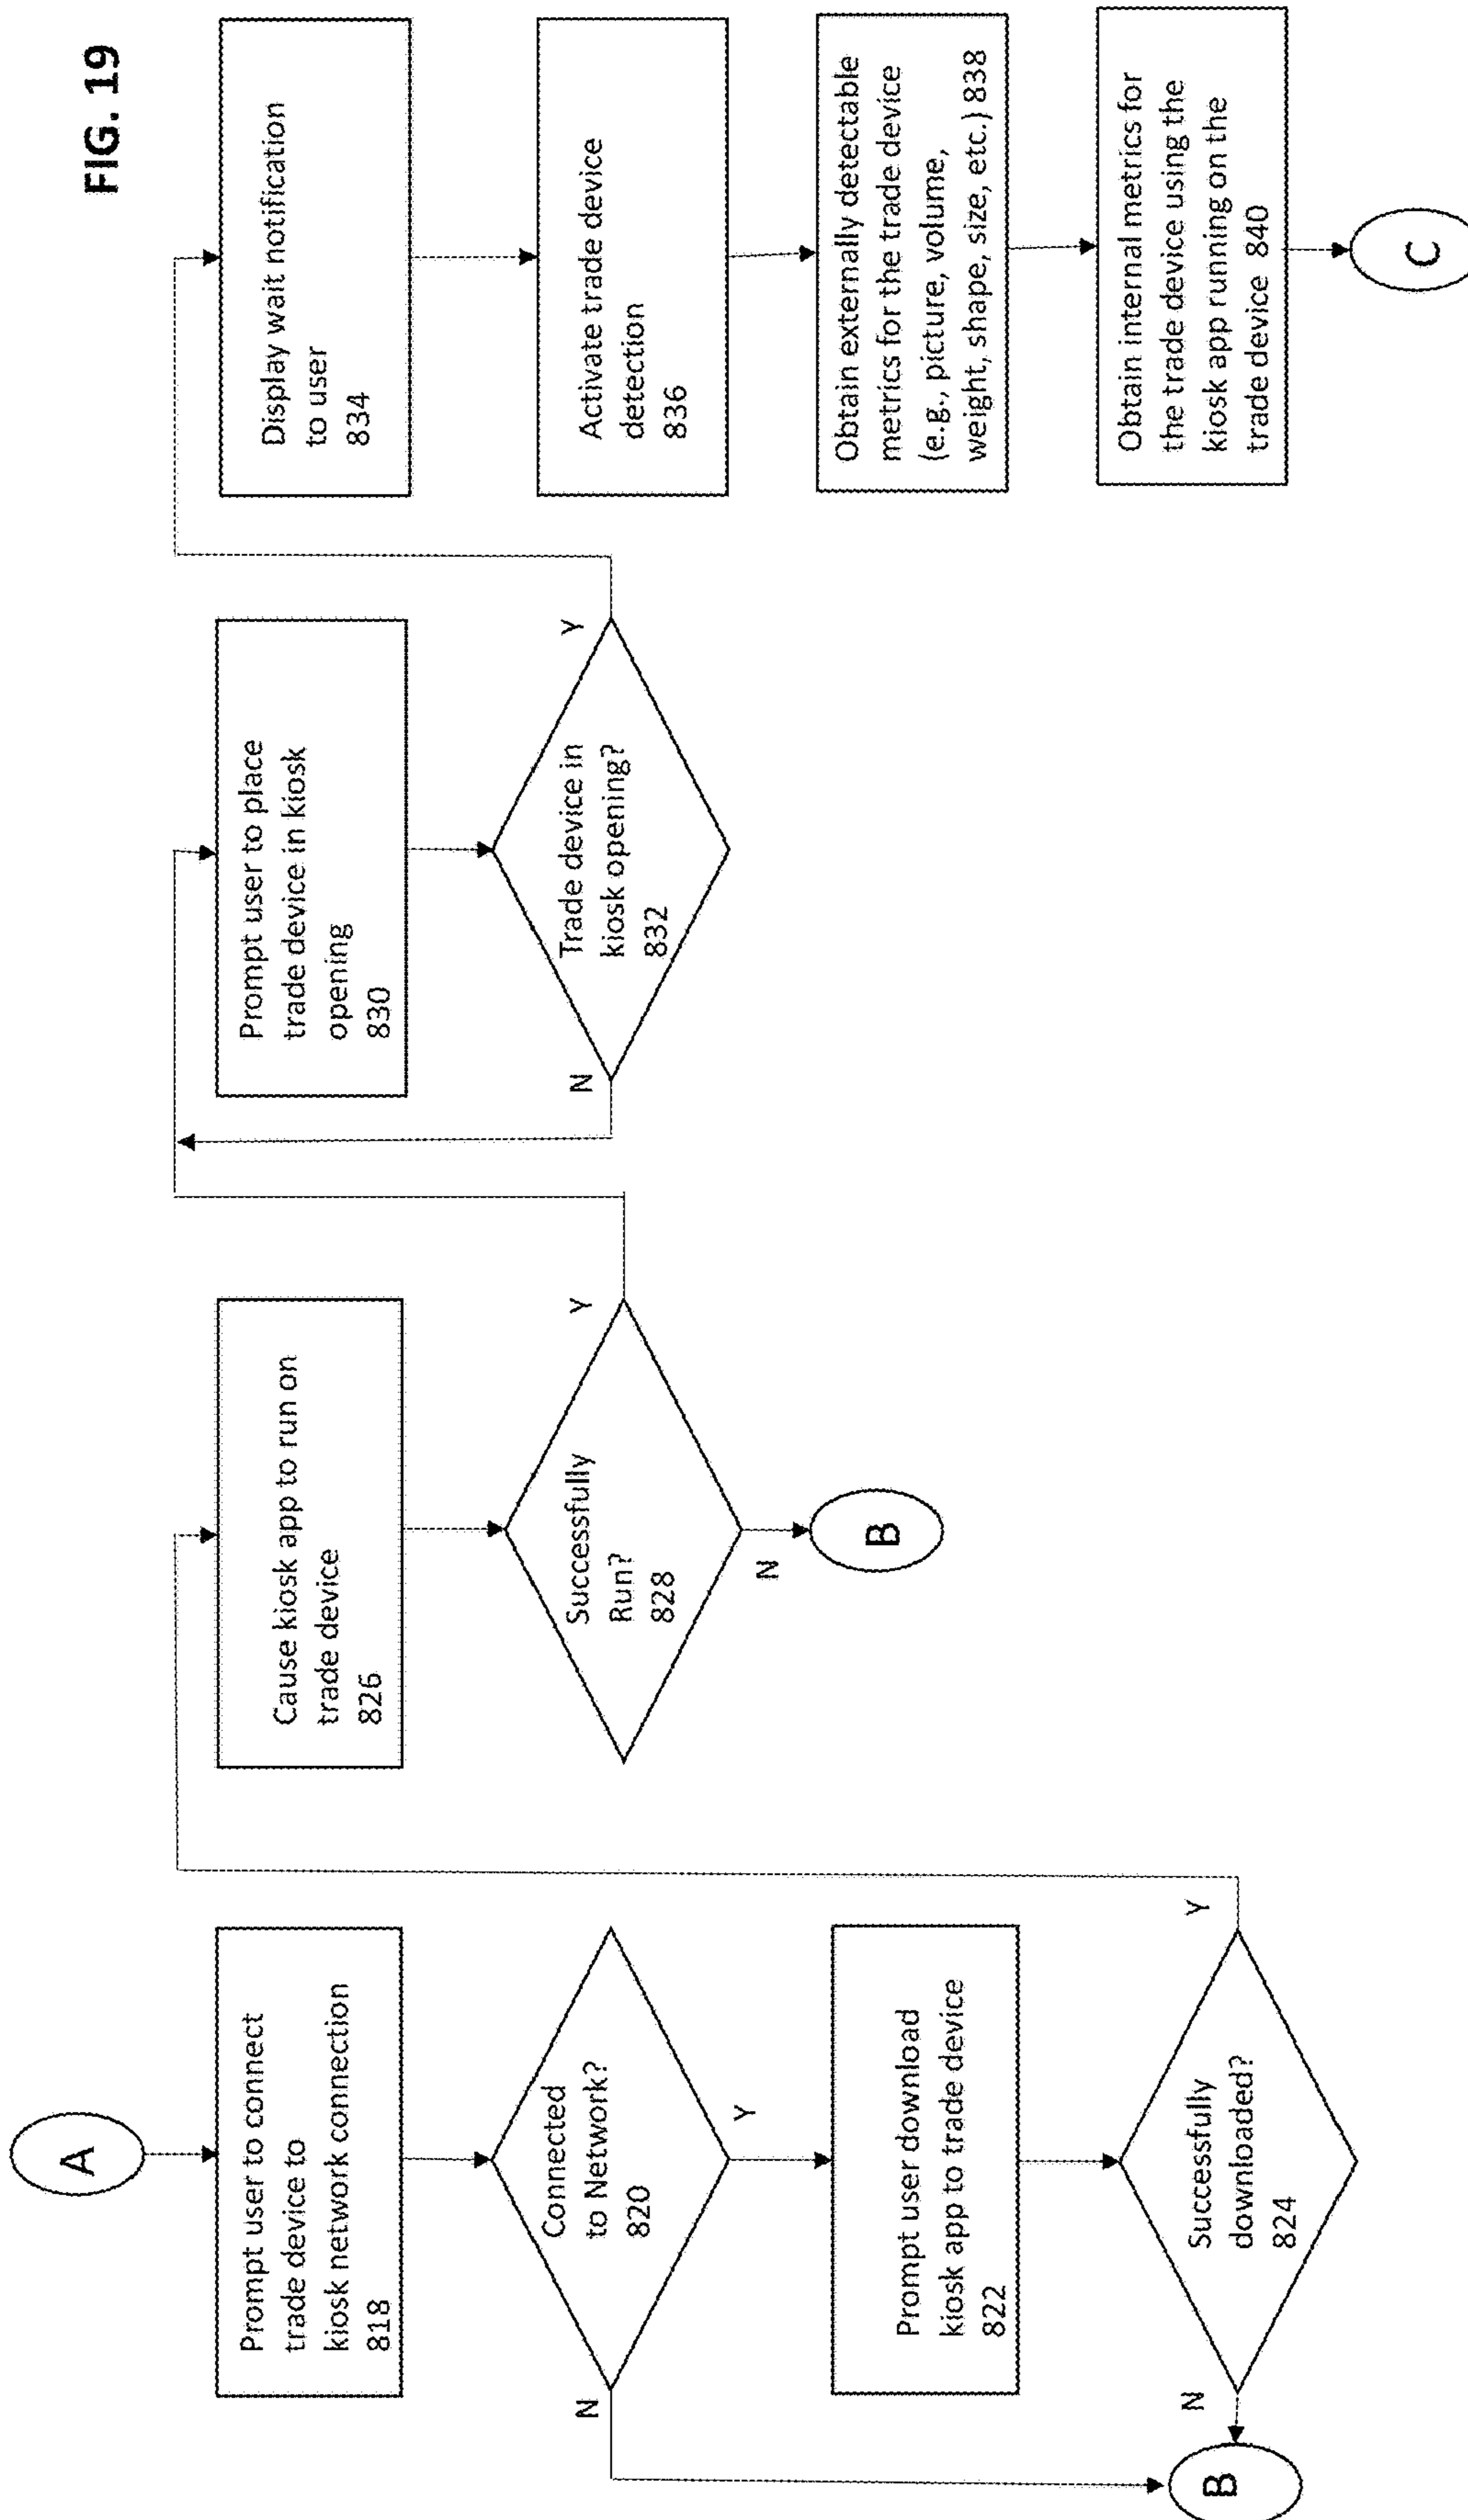 FIG. 19
A
Prompt user to connect
trade device to
kiosk network connection
818
Connected
to Network?
820
N
Y
Prompt user download
kiosk app to trade device
822
Successfully
downloaded?
824
N
Y
B
Cause kiosk app to run on
trade device
826
Successfully
Run?
828
Y
N
B
Prompt user to place
trade device in kiosk
opening
830
Trade device in
kiosk opening?
832
N
Y
Display wait notification
to user
834
Activate trade device
detection
836
Obtain externally detectable
metrics for the trade device
(e.g., picture, volume,
weight, shape, size, etc.) 838
Obtain internal metrics for
the trade device using the
kiosk app running on the
trade device 840
C